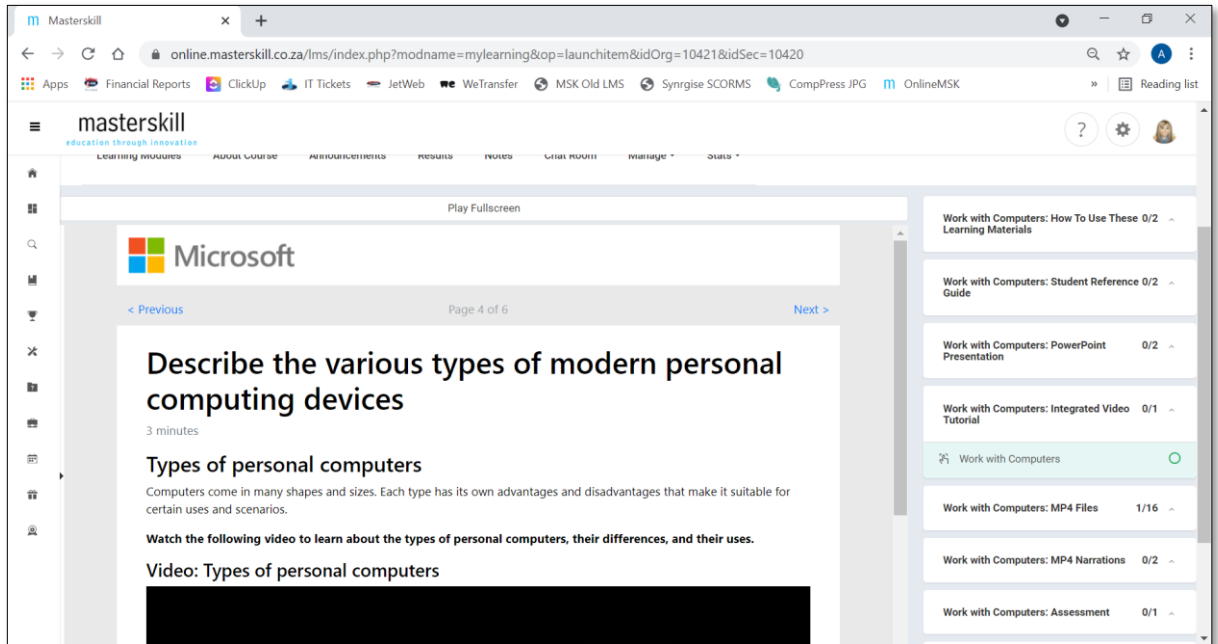 m Masterskill
online.masterskill.co.za/lms/index.php?modname=mylearning&op=launchitem&idOrg=10421&idSec=10420
A
Apps Financial Reports ClickUp IT Tickets JetWeb we WeTransfer MSK Old LMS Synrgise SCORMS CompPress JPG m OnlineMSK » Reading list
masterskill
education through innovation
?
Learning Modules About Course Announcements Results Notes Chat Room Manage Stats
Play Fullscreen
Microsoft
< Previous Page 4 of 6 Next >
Describe the various types of modern personal
computing devices
3 minutes
Types of personal computers
Computers come in many shapes and sizes. Each type has its own advantages and disadvantages that make it suitable for
certain uses and scenarios.
Watch the following video to learn about the types of personal computers, their differences, and their uses.
Video: Types of personal computers
Work with Computers: How To Use These 0/2
Learning Materials
Work with Computers: Student Reference 0/2
Guide
Work with Computers: PowerPoint 0/2
Presentation
Work with Computers: Integrated Video 0/1
Tutorial
Work with Computers
Work with Computers: MP4 Files 1/16
Work with Computers: MP4 Narrations 0/2
Work with Computers: Assessment 0/1